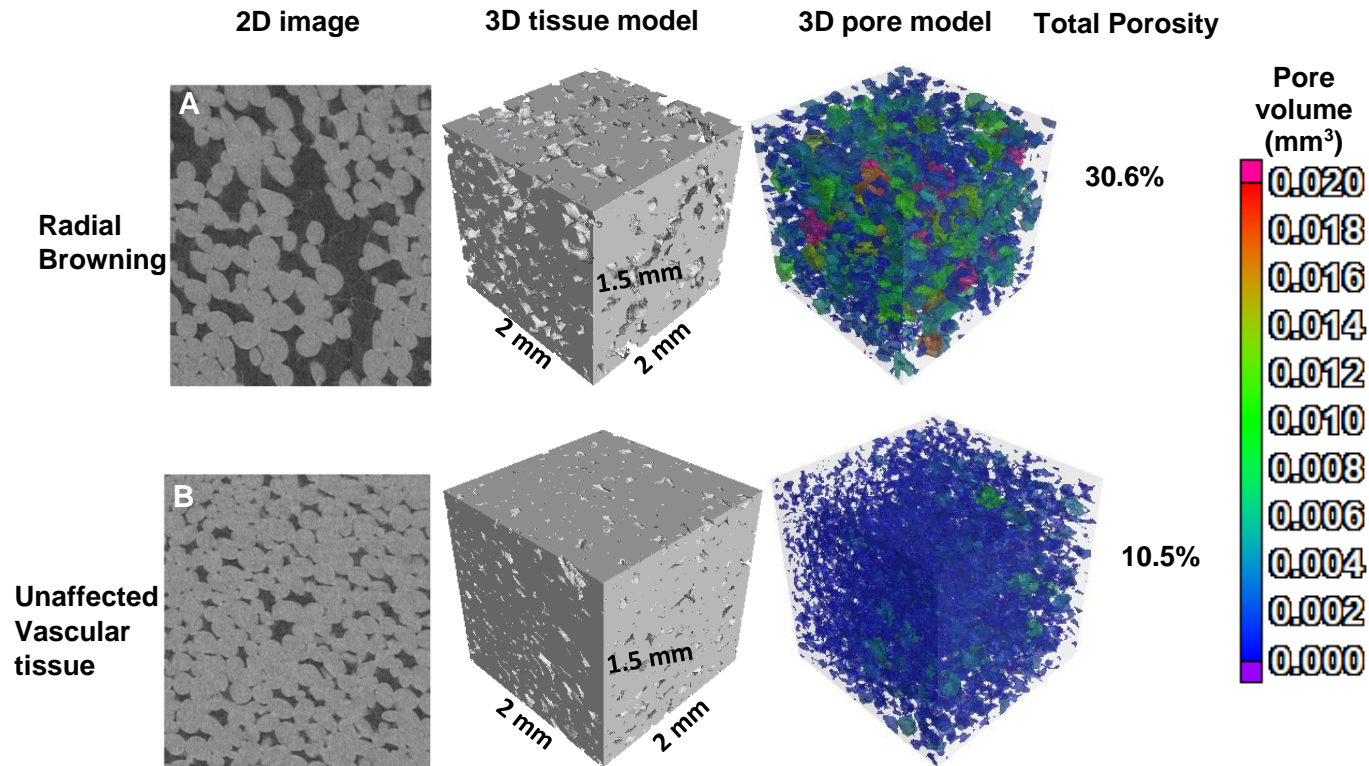 2D image
3D tissue model
3D pore model
Total Porosity
Pore
volume
(mm³)
A
Radial
Browning
1.5 mm
2 mm
2 mm
30.6%
0.020
0.018
0.016
0.014
0.012
0.010
0.008
0.006
0.004
0.002
0.000
B
Unaffected
Vascular
tissue
1.5 mm
2 mm
2 mm
10.5%